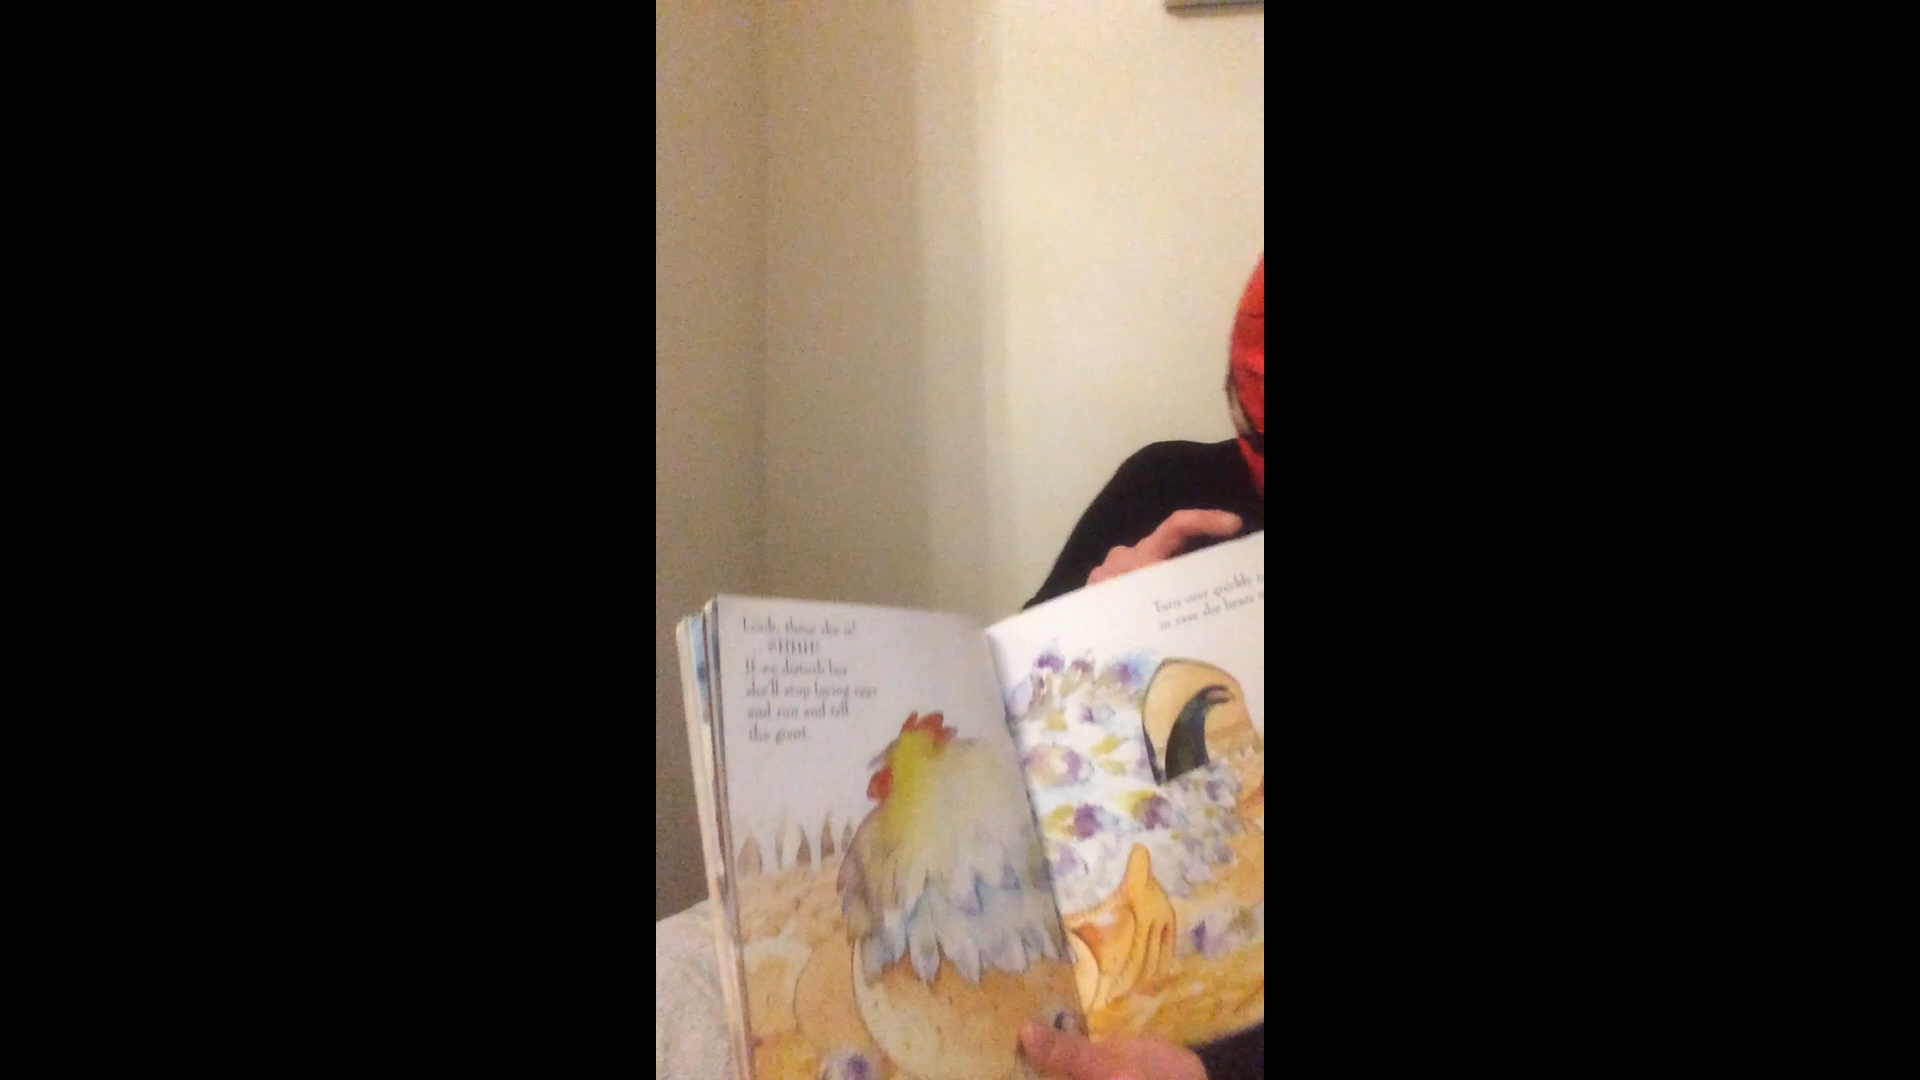 Look, there she is!
SHHH!
If we disturb her
she'll stop laying eggs
and run and tell
the giant.
Turn over quickly
in case she hears